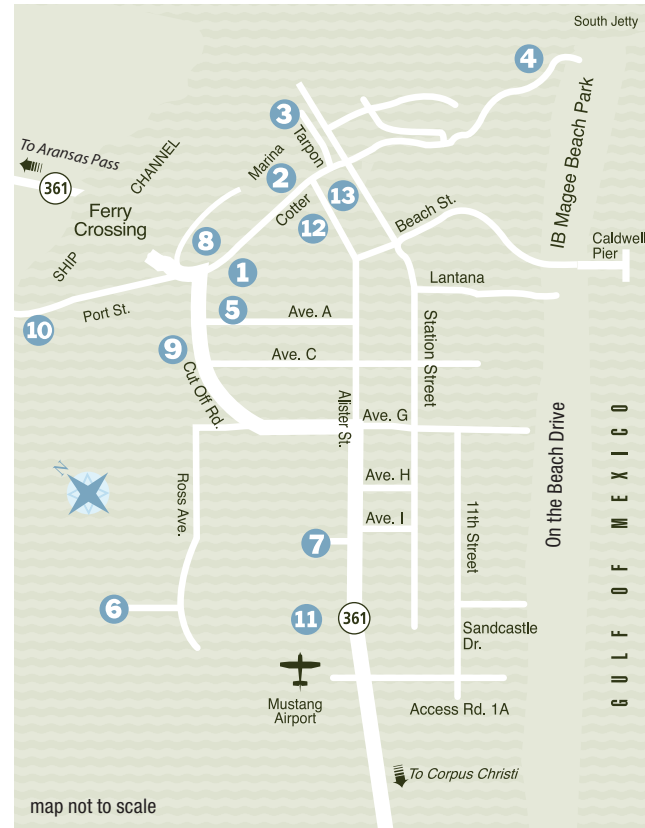 South Jetty
4
IB Magee Beach Park
3
Tarpon
To Aransas Pass
361
CHANNEL
Marina
2
Cotter
13
12
Beach St.
Ferry
Crossing
SHIP
8
1
Caldwell
Pier
Lantana
10
Port St.
5
Ave. A
Station Street
9
Ave. C
Cut Off Rd.
Alister St.
Ave. G
On the Beach Drive
GULF OF MEXICO
N
Ross Ave.
Ave. H
Ave. I
11th Street
7
6
11
361
Sandcastle
Dr.
Mustang
Airport
Access Rd. 1A
To Corpus Christi
map not to scale